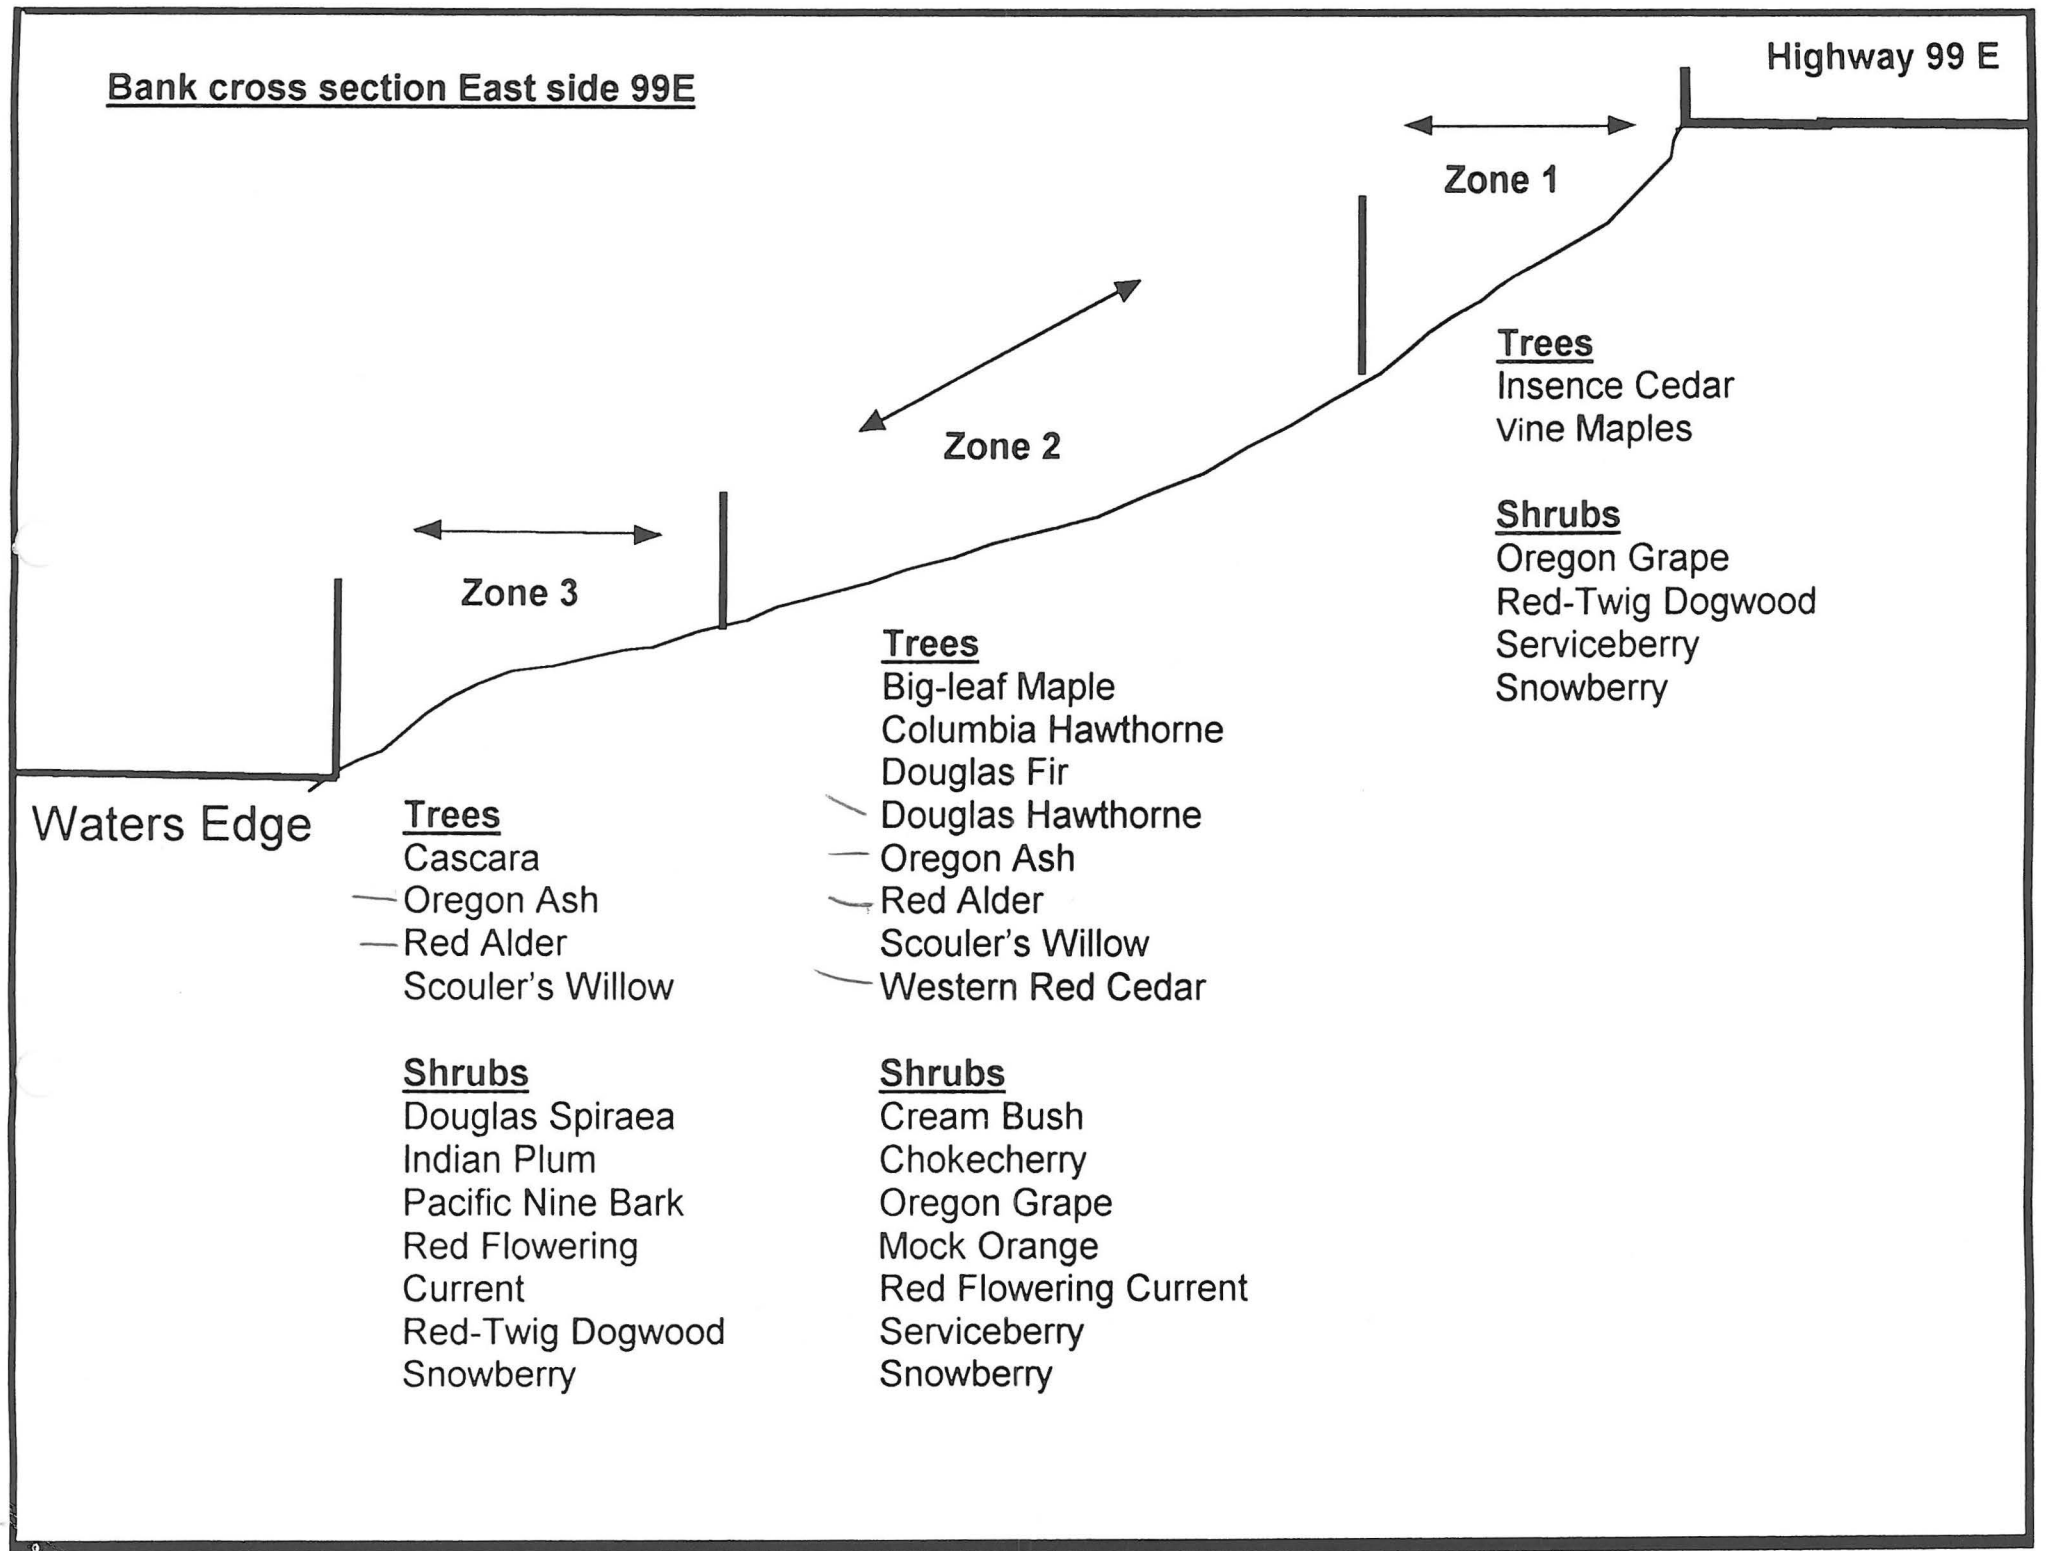 Bank cross section East side 99E
Highway 99 E
Zone 1
Zone 2
Zone 3
Waters Edge
Trees
Insence Cedar
Vine Maples
Shrubs
Oregon Grape
Red-Twig Dogwood
Serviceberry
Snowberry
Trees
Big-leaf Maple
Columbia Hawthorne
Douglas Fir
Douglas Hawthorne
Oregon Ash
Red Alder
Scouler's Willow
Western Red Cedar
Shrubs
Cream Bush
Chokecherry
Oregon Grape
Mock Orange
Red Flowering Current
Serviceberry
Snowberry
Trees
Cascara
Oregon Ash
Red Alder
Scouler's Willow
Shrubs
Douglas Spiraea
Indian Plum
Pacific Nine Bark
Red Flowering
Current
Red-Twig Dogwood
Snowberry